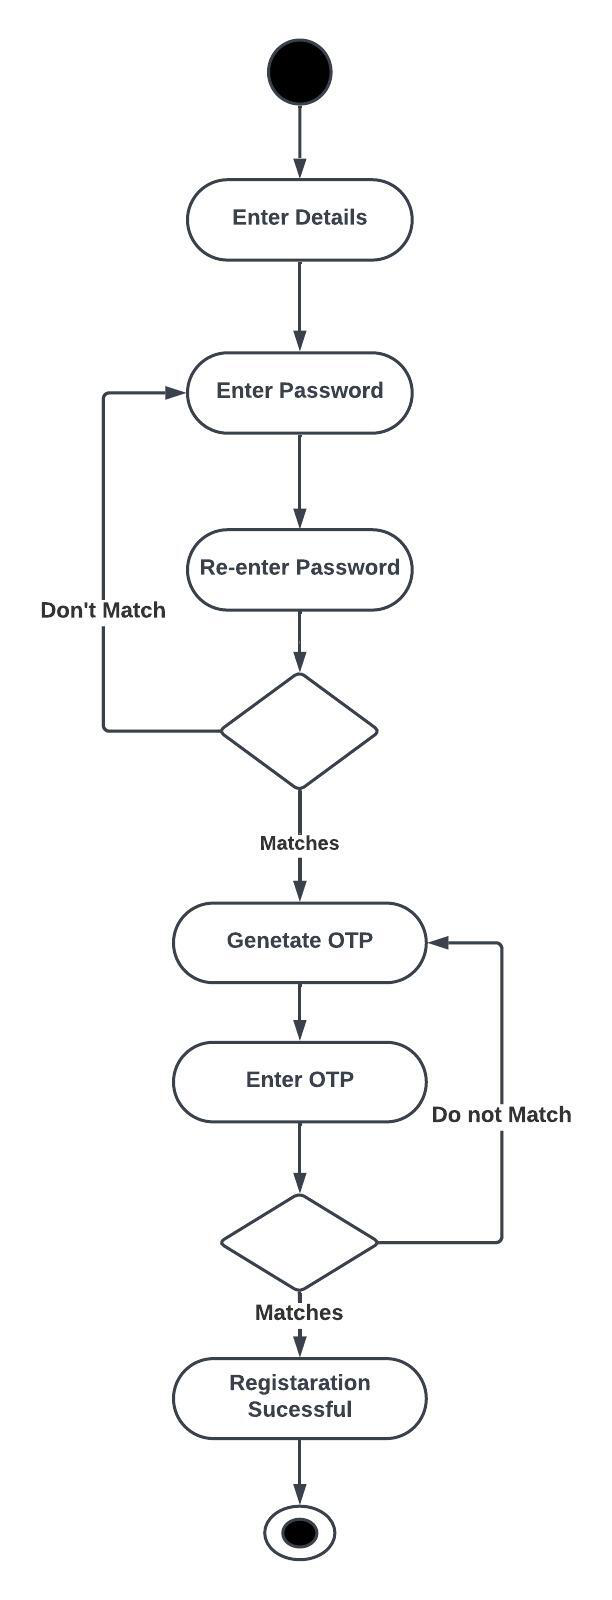 Enter Details
Enter Password
Re-enter Password
Don't Match
Matches
Genetate OTP
Enter OTP
Do not Match
Matches
Registaration
Sucessful